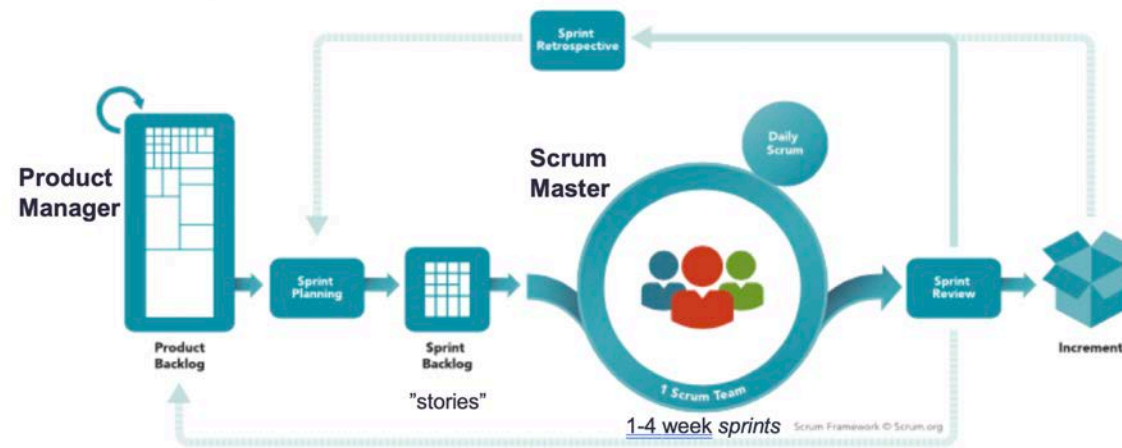 Sprint
Retrospective
Daily
Scrum
Product
Manager
Scrum
Master
Sprint
Planning
Sprint
Review
Product
Backlog
Sprint
Backlog
Increment
"stories"
1 Scrum Team
1-4 week sprints
Scrum Framework © Scrum.org